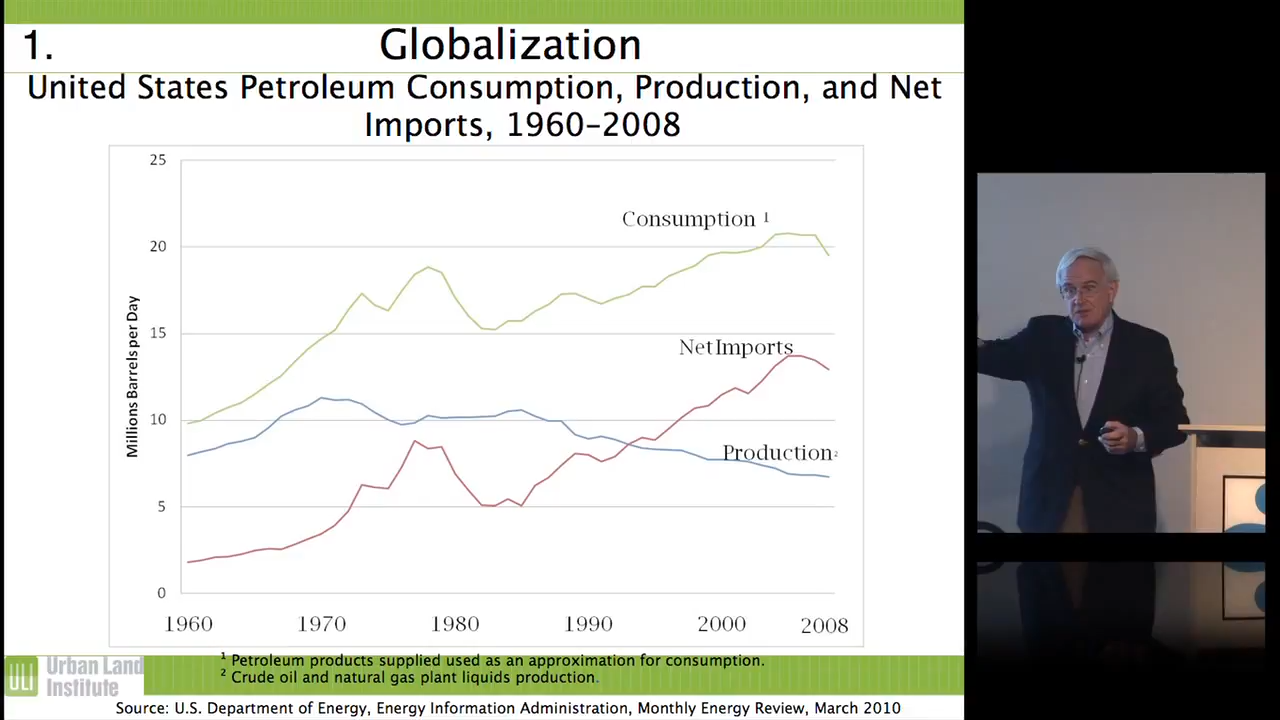 1.
Globalization
United States Petroleum Consumption, Production, and Net
Imports, 1960–2008
25
20
15
10
5
0
Millions Barrels per Day
Consumption 1
Net Imports
Production 2
1960
1970
1980
1990
2000
2008
1 Petroleum products supplied used as an approximation for consumption.
2 Crude oil and natural gas plant liquids production.
ULI
Urban Land
Institute
Source: U.S. Department of Energy, Energy Information Administration, Monthly Energy Review, March 2010